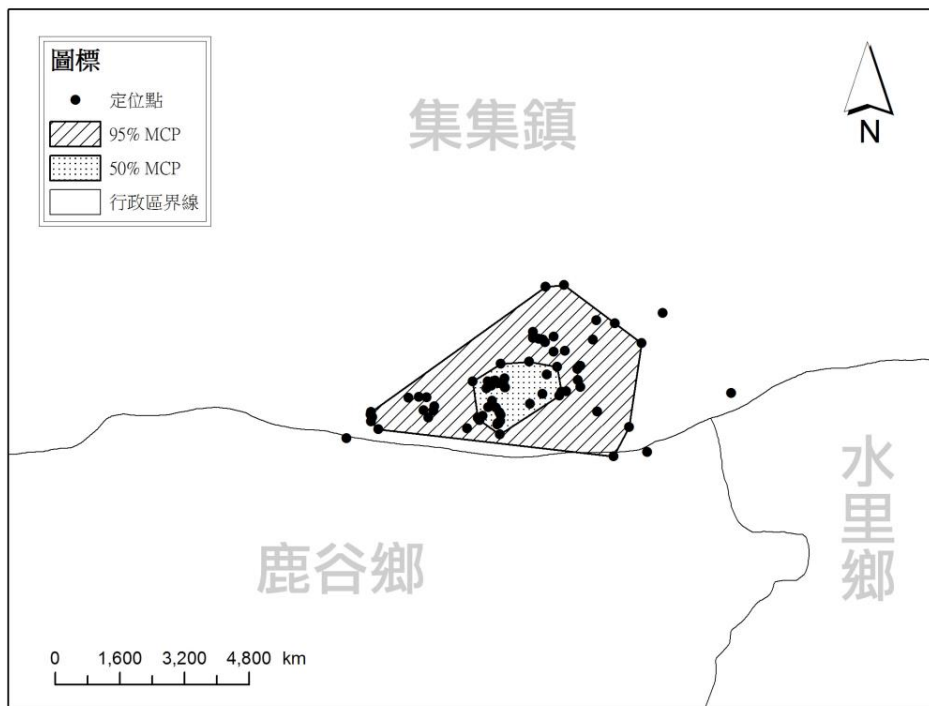 圖標
定位點
95% MCP
50% MCP
行政區界線
集集鎮
N
水里鄉
鹿谷鄉
0 1,600 3,200 4,800 km